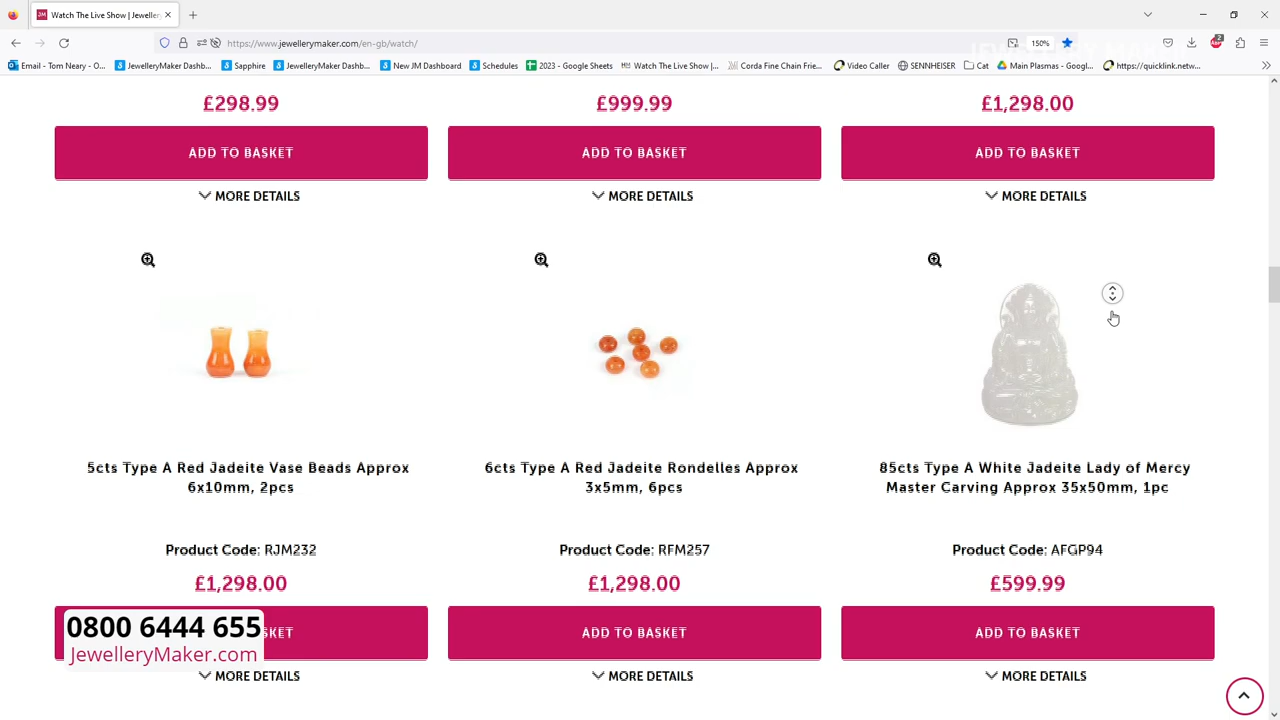 Watch The Live Show | Jeweller
https://www.jewellerymaker.com/en-gb/watch/
150%
2
Email - Tom Neary - O...
JewelleryMaker Dashb...
Sapphire
JewelleryMaker Dashb...
New JM Dashboard
Schedules
2023 - Google Sheets
Watch The Live Show |...
Corda Fine Chain Frie...
Video Caller
SENNHEISER
Cat
Main Plasmas - Googl...
https://quicklink.netw...
£298.99
£999.99
£1,298.00
ADD TO BASKET
ADD TO BASKET
ADD TO BASKET
MORE DETAILS
MORE DETAILS
MORE DETAILS
5cts Type A Red Jadeite Vase Beads Approx
6x10mm, 2pcs
6cts Type A Red Jadeite Rondelles Approx
3x5mm, 6pcs
85cts Type A White Jadeite Lady of Mercy
Master Carving Approx 35x50mm, 1pc
Product Code: RJM232
Product Code: RFM257
Product Code: AFGP94
£1,298.00
£1,298.00
£599.99
0800 6444 655
JewelleryMaker.com
SKET
ADD TO BASKET
ADD TO BASKET
MORE DETAILS
MORE DETAILS
MORE DETAILS